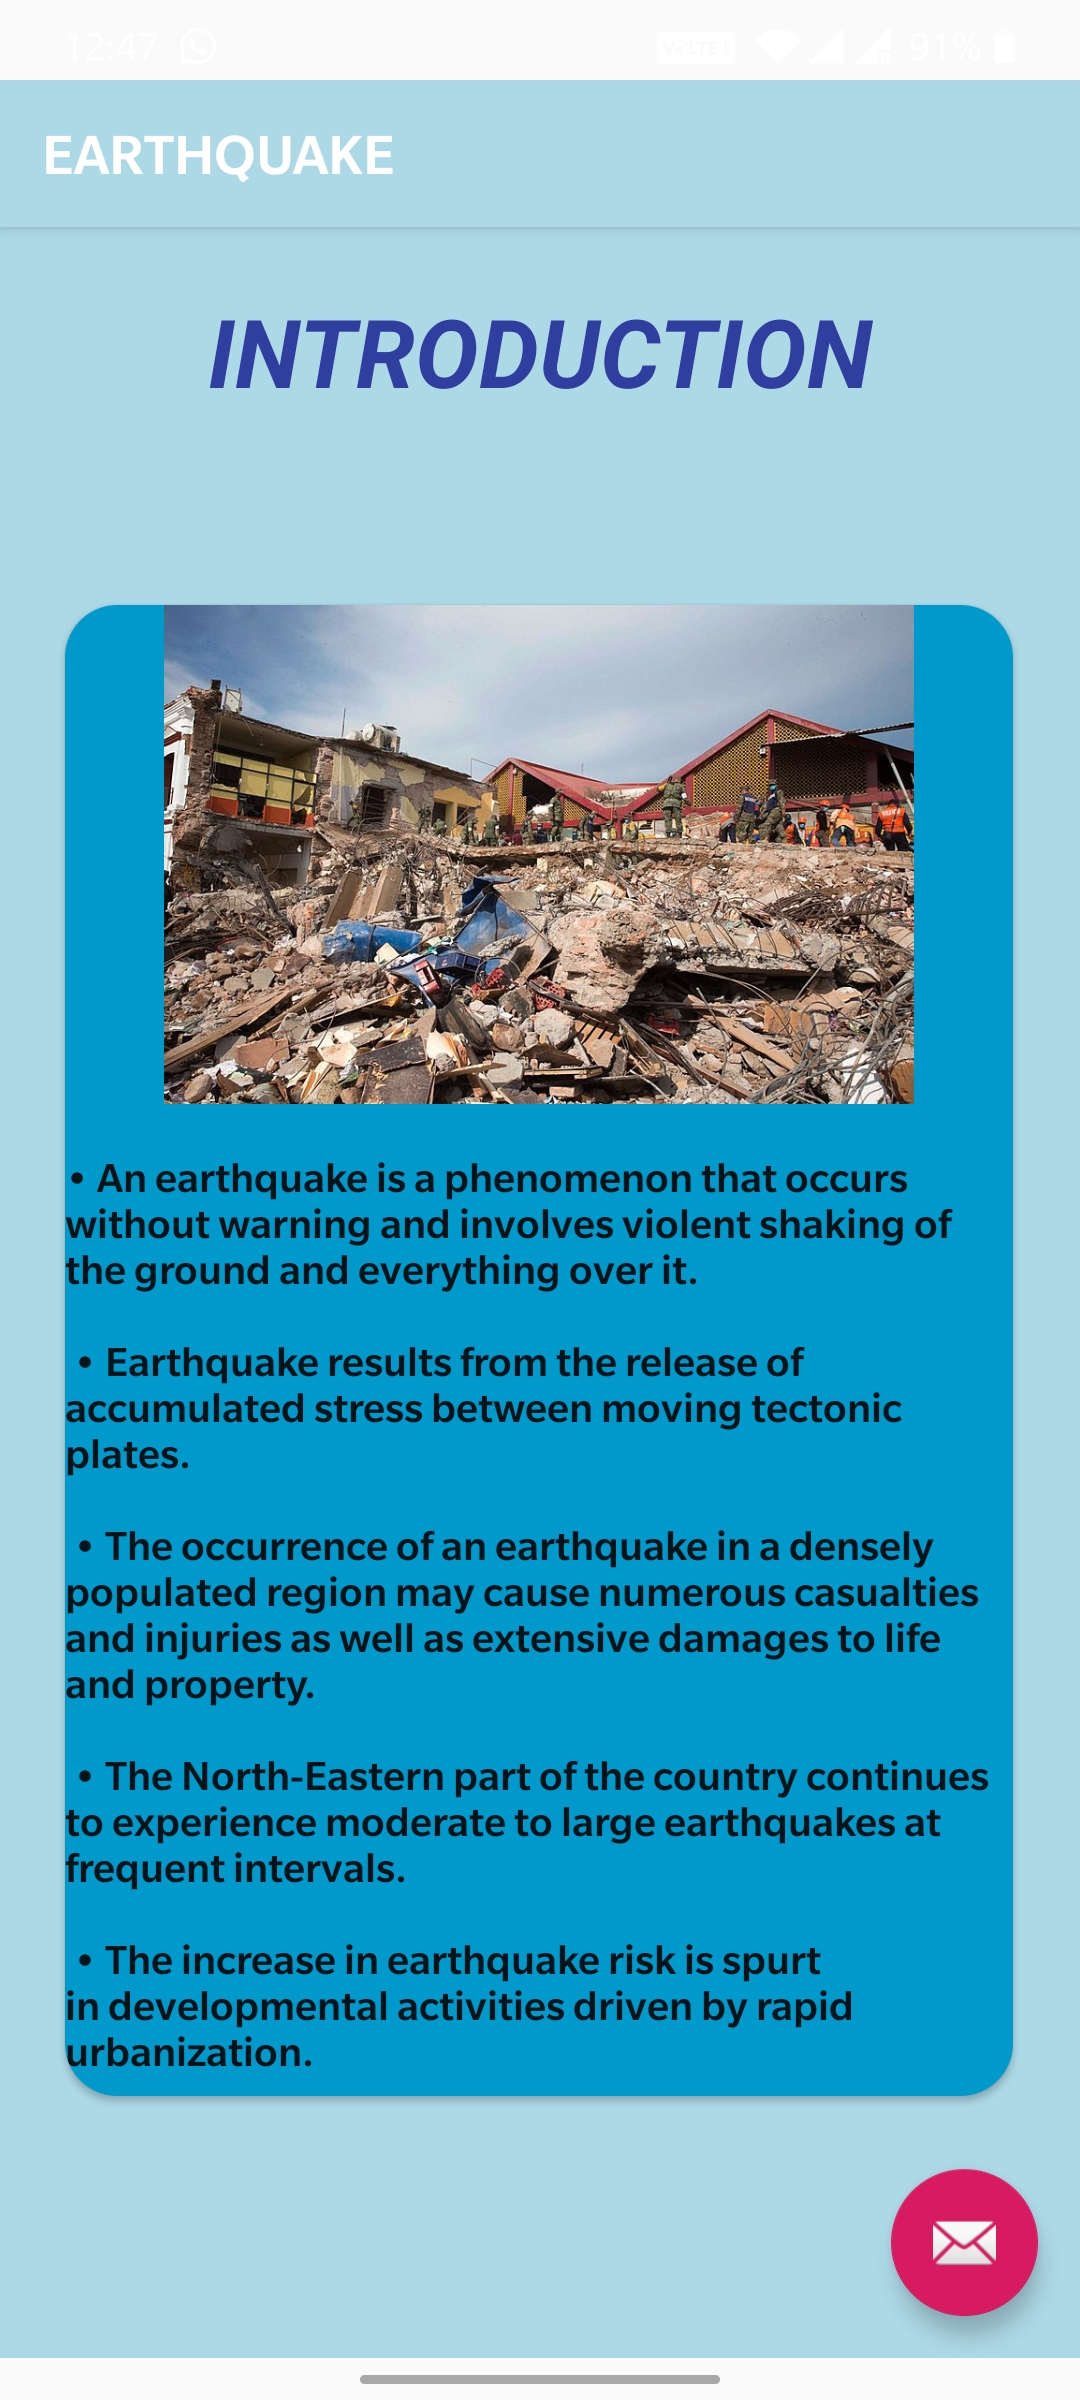 12:47 VoLTE 91%
EARTHQUAKE
INTRODUCTION
• An earthquake is a phenomenon that occurs
without warning and involves violent shaking of
the ground and everything over it.
• Earthquake results from the release of
accumulated stress between moving tectonic
plates.
• The occurrence of an earthquake in a densely
populated region may cause numerous casualties
and injuries as well as extensive damages to life
and property.
• The North-Eastern part of the country continues
to experience moderate to large earthquakes at
frequent intervals.
• The increase in earthquake risk is spurt
in developmental activities driven by rapid
urbanization.